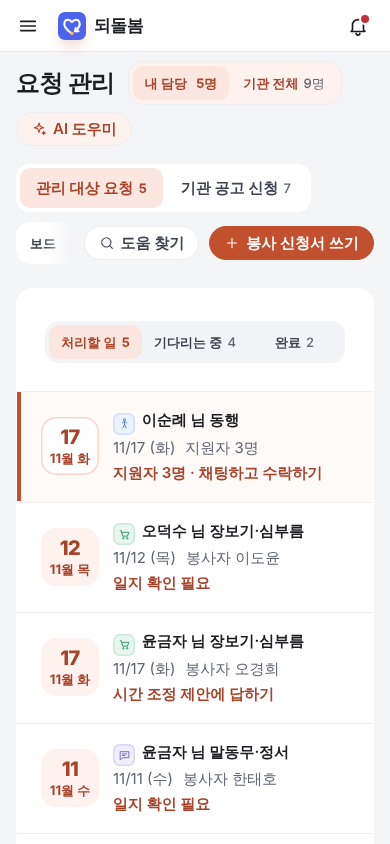 되돌봄
요청 관리
내 담당 5명
기관 전체 9명
AI 도우미
관리 대상 요청 5
기관 공고 신청 7
보드
도움 찾기
봉사 신청서 쓰기
처리할 일 5
기다리는 중 4
완료 2
17
11월 화
이순례 님 동행
11/17 (화) 지원자 3명
지원자 3명 · 채팅하고 수락하기
12
11월 목
오덕수 님 장보기·심부름
11/12 (목) 봉사자 이도윤
일지 확인 필요
17
11월 화
윤금자 님 장보기·심부름
11/17 (화) 봉사자 오경희
시간 조정 제안에 답하기
11
11월 수
윤금자 님 말동무·정서
11/11 (수) 봉사자 한태호
일지 확인 필요